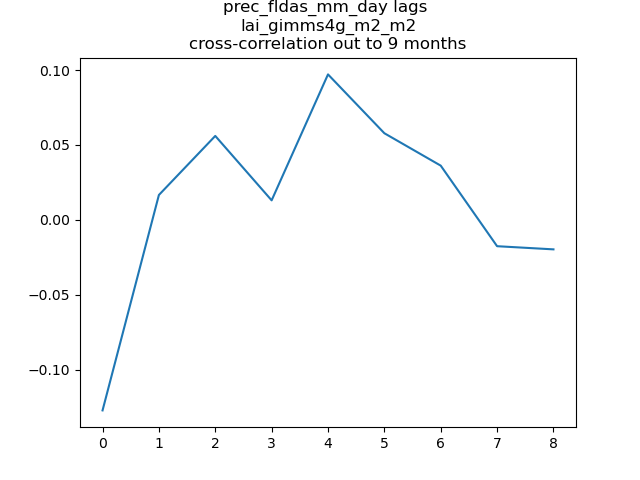 prec_fldas_mm_day lags
lai_gimms4g_m2_m2
cross-correlation out to 9 months
0.10
0.05
0.00
−0.05
−0.10
0 1 2 3 4 5 6 7 8